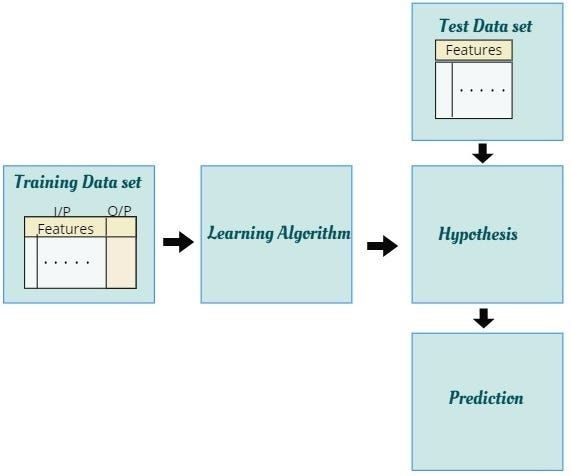 Test Data set
Features
. . . . .
Training Data set
I/P O/P
Features
. . . . .
Learning Algorithm
Hypothesis
Prediction